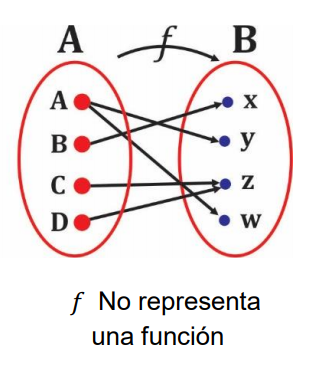 A f B
A x
B y
C z
D w
f No representa
una función